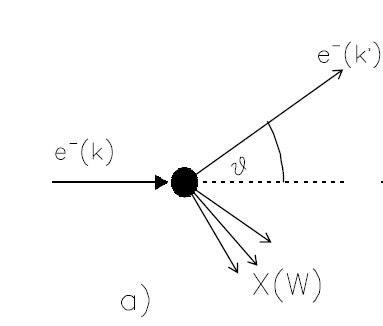 e⁻(k')
e⁻(k)
ϑ
X(W)
a)